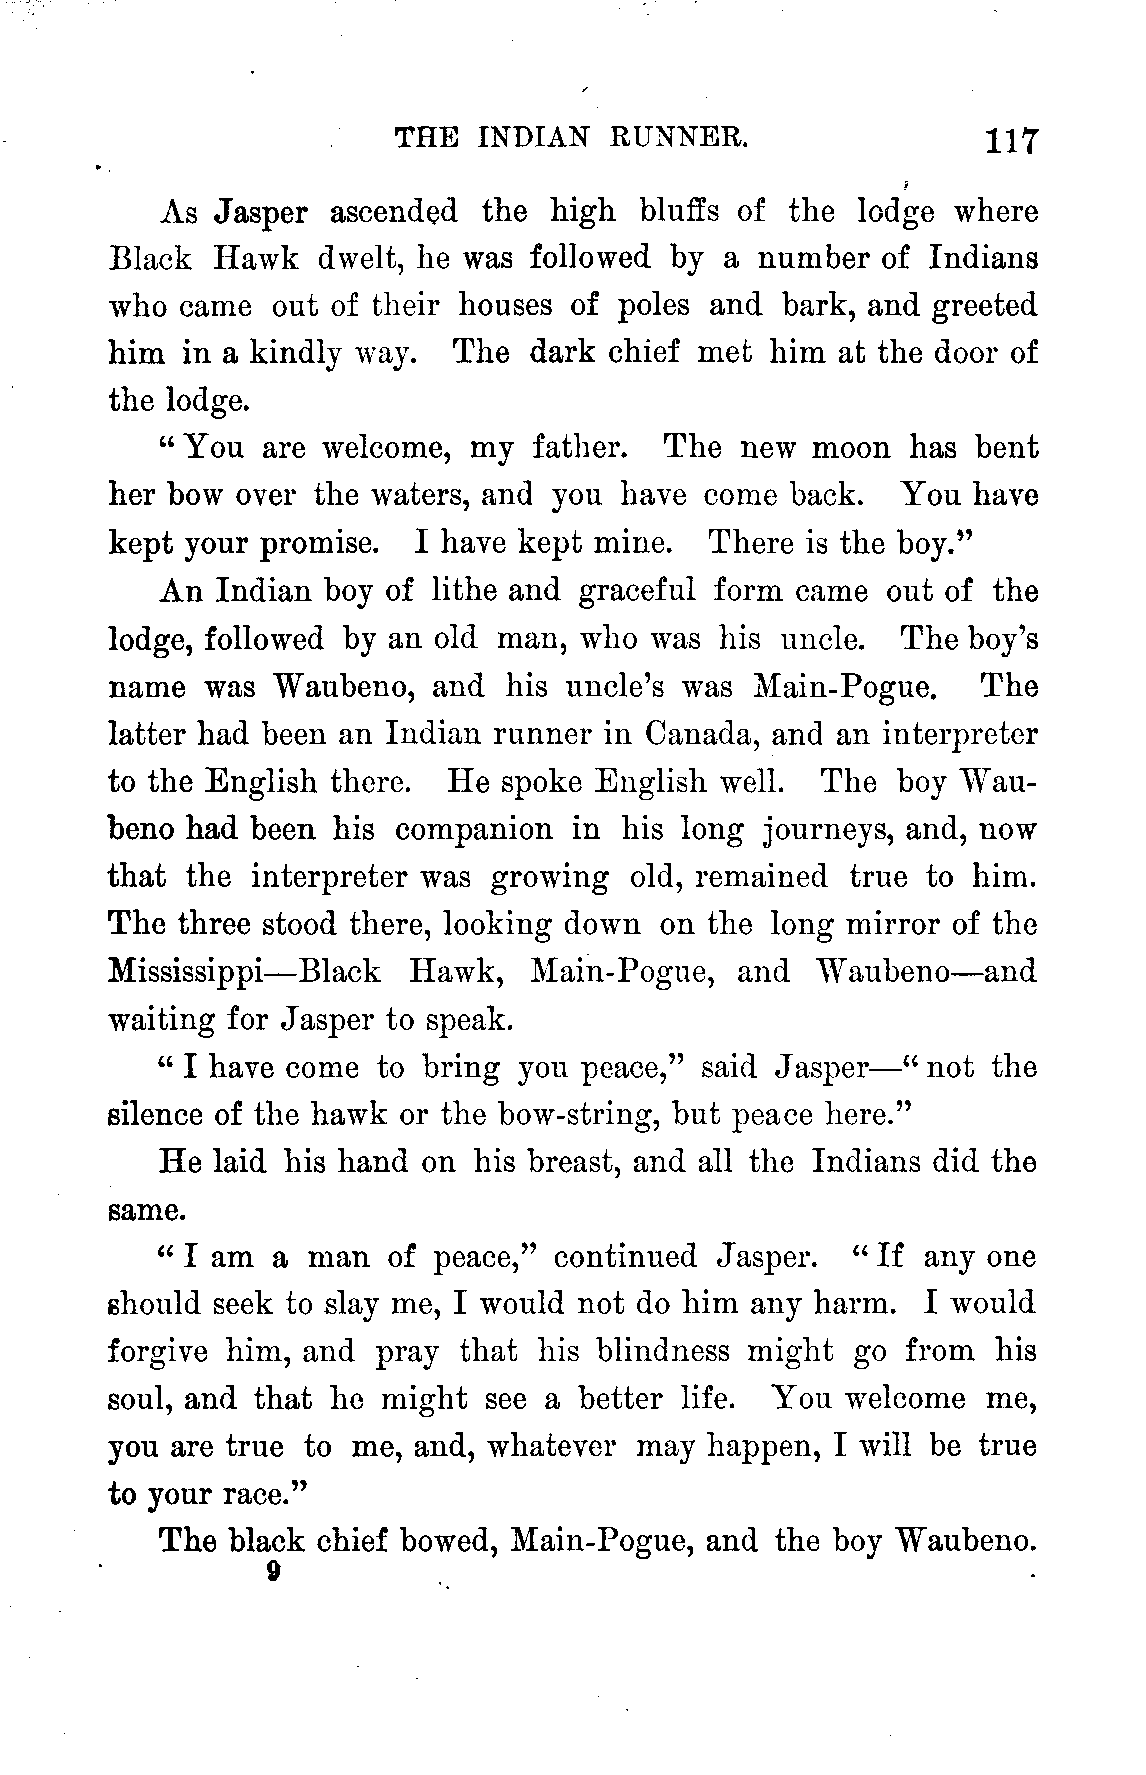 THE INDIAN RUNNER. 117
As Jasper ascended the high bluffs of the lodge where
Black Hawk dwelt, he was followed by a number of Indians
who came out of their houses of poles and bark, and greeted
him in a kindly way. The dark chief met him at the door of
the lodge.
“You are welcome, my father. The new moon has bent
her bow over the waters, and you have come back. You have
kept your promise. I have kept mine. There is the boy.”
An Indian boy of lithe and graceful form came out of the
lodge, followed by an old man, who was his uncle. The boy’s
name was Waubeno, and his uncle’s was Main-Pogue. The
latter had been an Indian runner in Canada, and an interpreter
to the English there. He spoke English well. The boy Wau-
beno had been his companion in his long journeys, and, now
that the interpreter was growing old, remained true to him.
The three stood there, looking down on the long mirror of the
Mississippi—Black Hawk, Main-Pogue, and Waubeno—and
waiting for Jasper to speak.
“I have come to bring you peace,” said Jasper—“not the
silence of the hawk or the bow-string, but peace here.”
He laid his hand on his breast, and all the Indians did the
same.
“I am a man of peace,” continued Jasper. “If any one
should seek to slay me, I would not do him any harm. I would
forgive him, and pray that his blindness might go from his
soul, and that he might see a better life. You welcome me,
you are true to me, and, whatever may happen, I will be true
to your race.”
The black chief bowed, Main-Pogue, and the boy Waubeno.
9